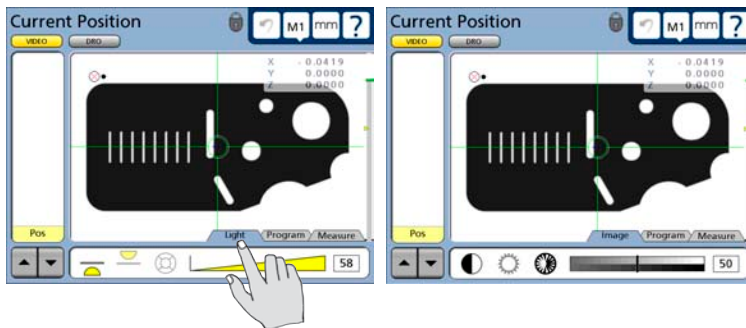 Current Position
M1 mm ?
VIDEO DRO
X - 0.0419
Y 0.0000
Z 0.0000
Pos
Light Program Measure
58
Current Position
M1 mm ?
VIDEO DRO
X - 0.0419
Y 0.0000
Z 0.0000
Pos
Image Program Measure
50